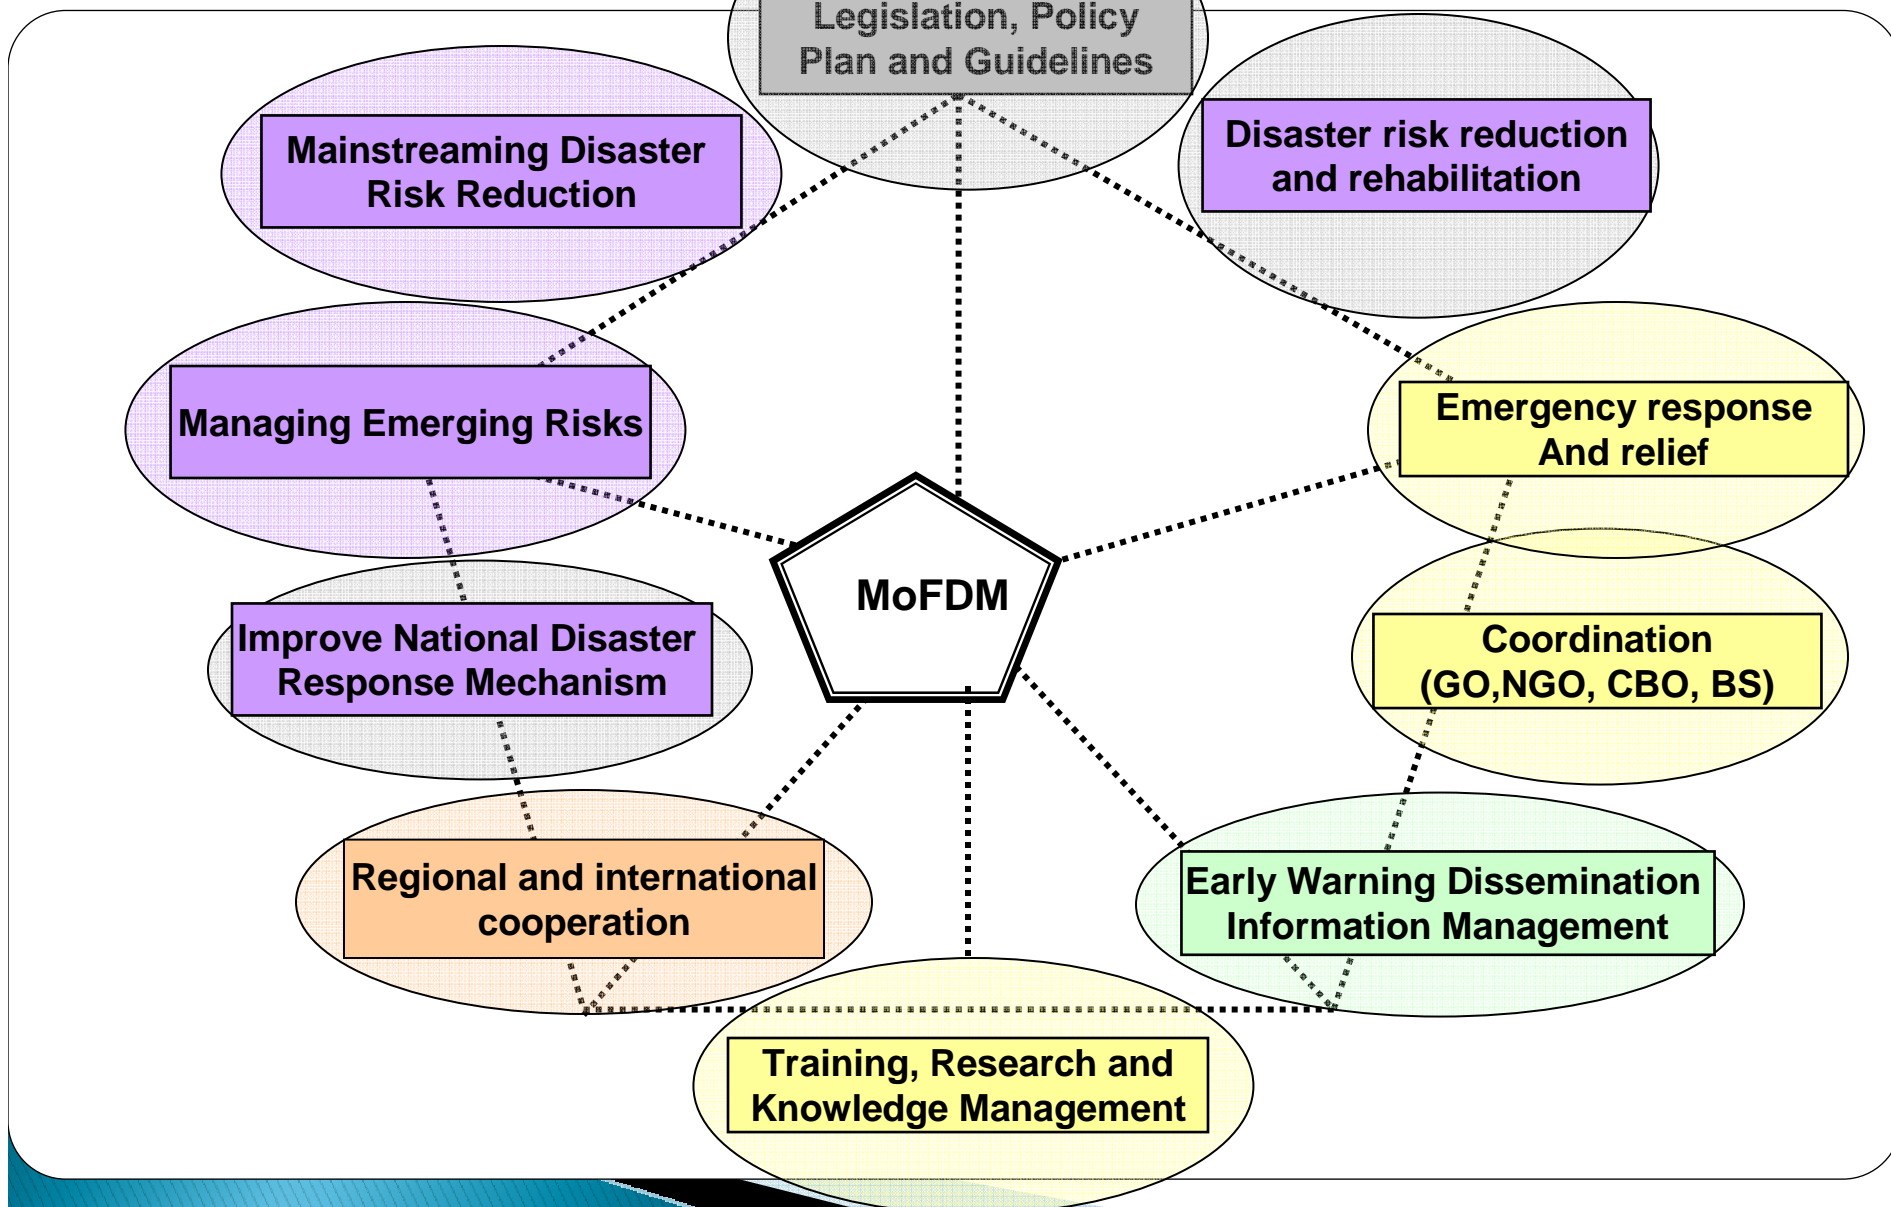 Legislation, Policy
Plan and Guidelines
Mainstreaming Disaster
Risk Reduction
Disaster risk reduction
and rehabilitation
Managing Emerging Risks
Emergency response
And relief
MoFDM
Improve National Disaster
Response Mechanism
Coordination
(GO,NGO, CBO, BS)
Regional and international
cooperation
Early Warning Dissemination
Information Management
Training, Research and
Knowledge Management